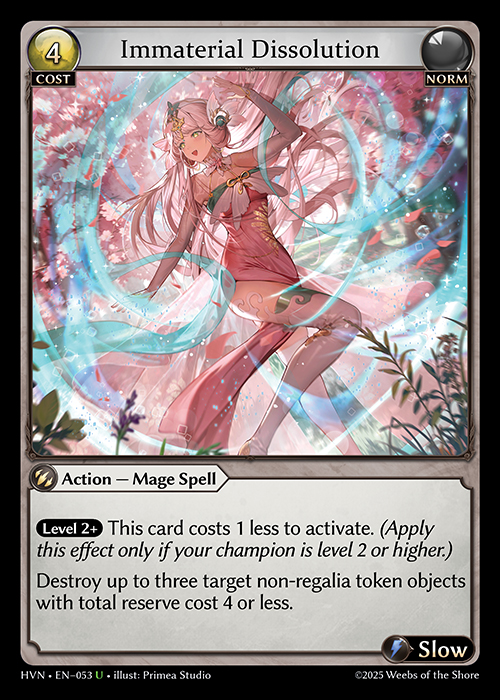 4
Immaterial Dissolution
COST
NORM
Action — Mage Spell
Level 2+ This card costs 1 less to activate. (Apply
this effect only if your champion is level 2 or higher.)
Destroy up to three target non-regalia token objects
with total reserve cost 4 or less.
Slow
HVN • EN–053 U • illust: Primea Studio
©2025 Weebs of the Shore